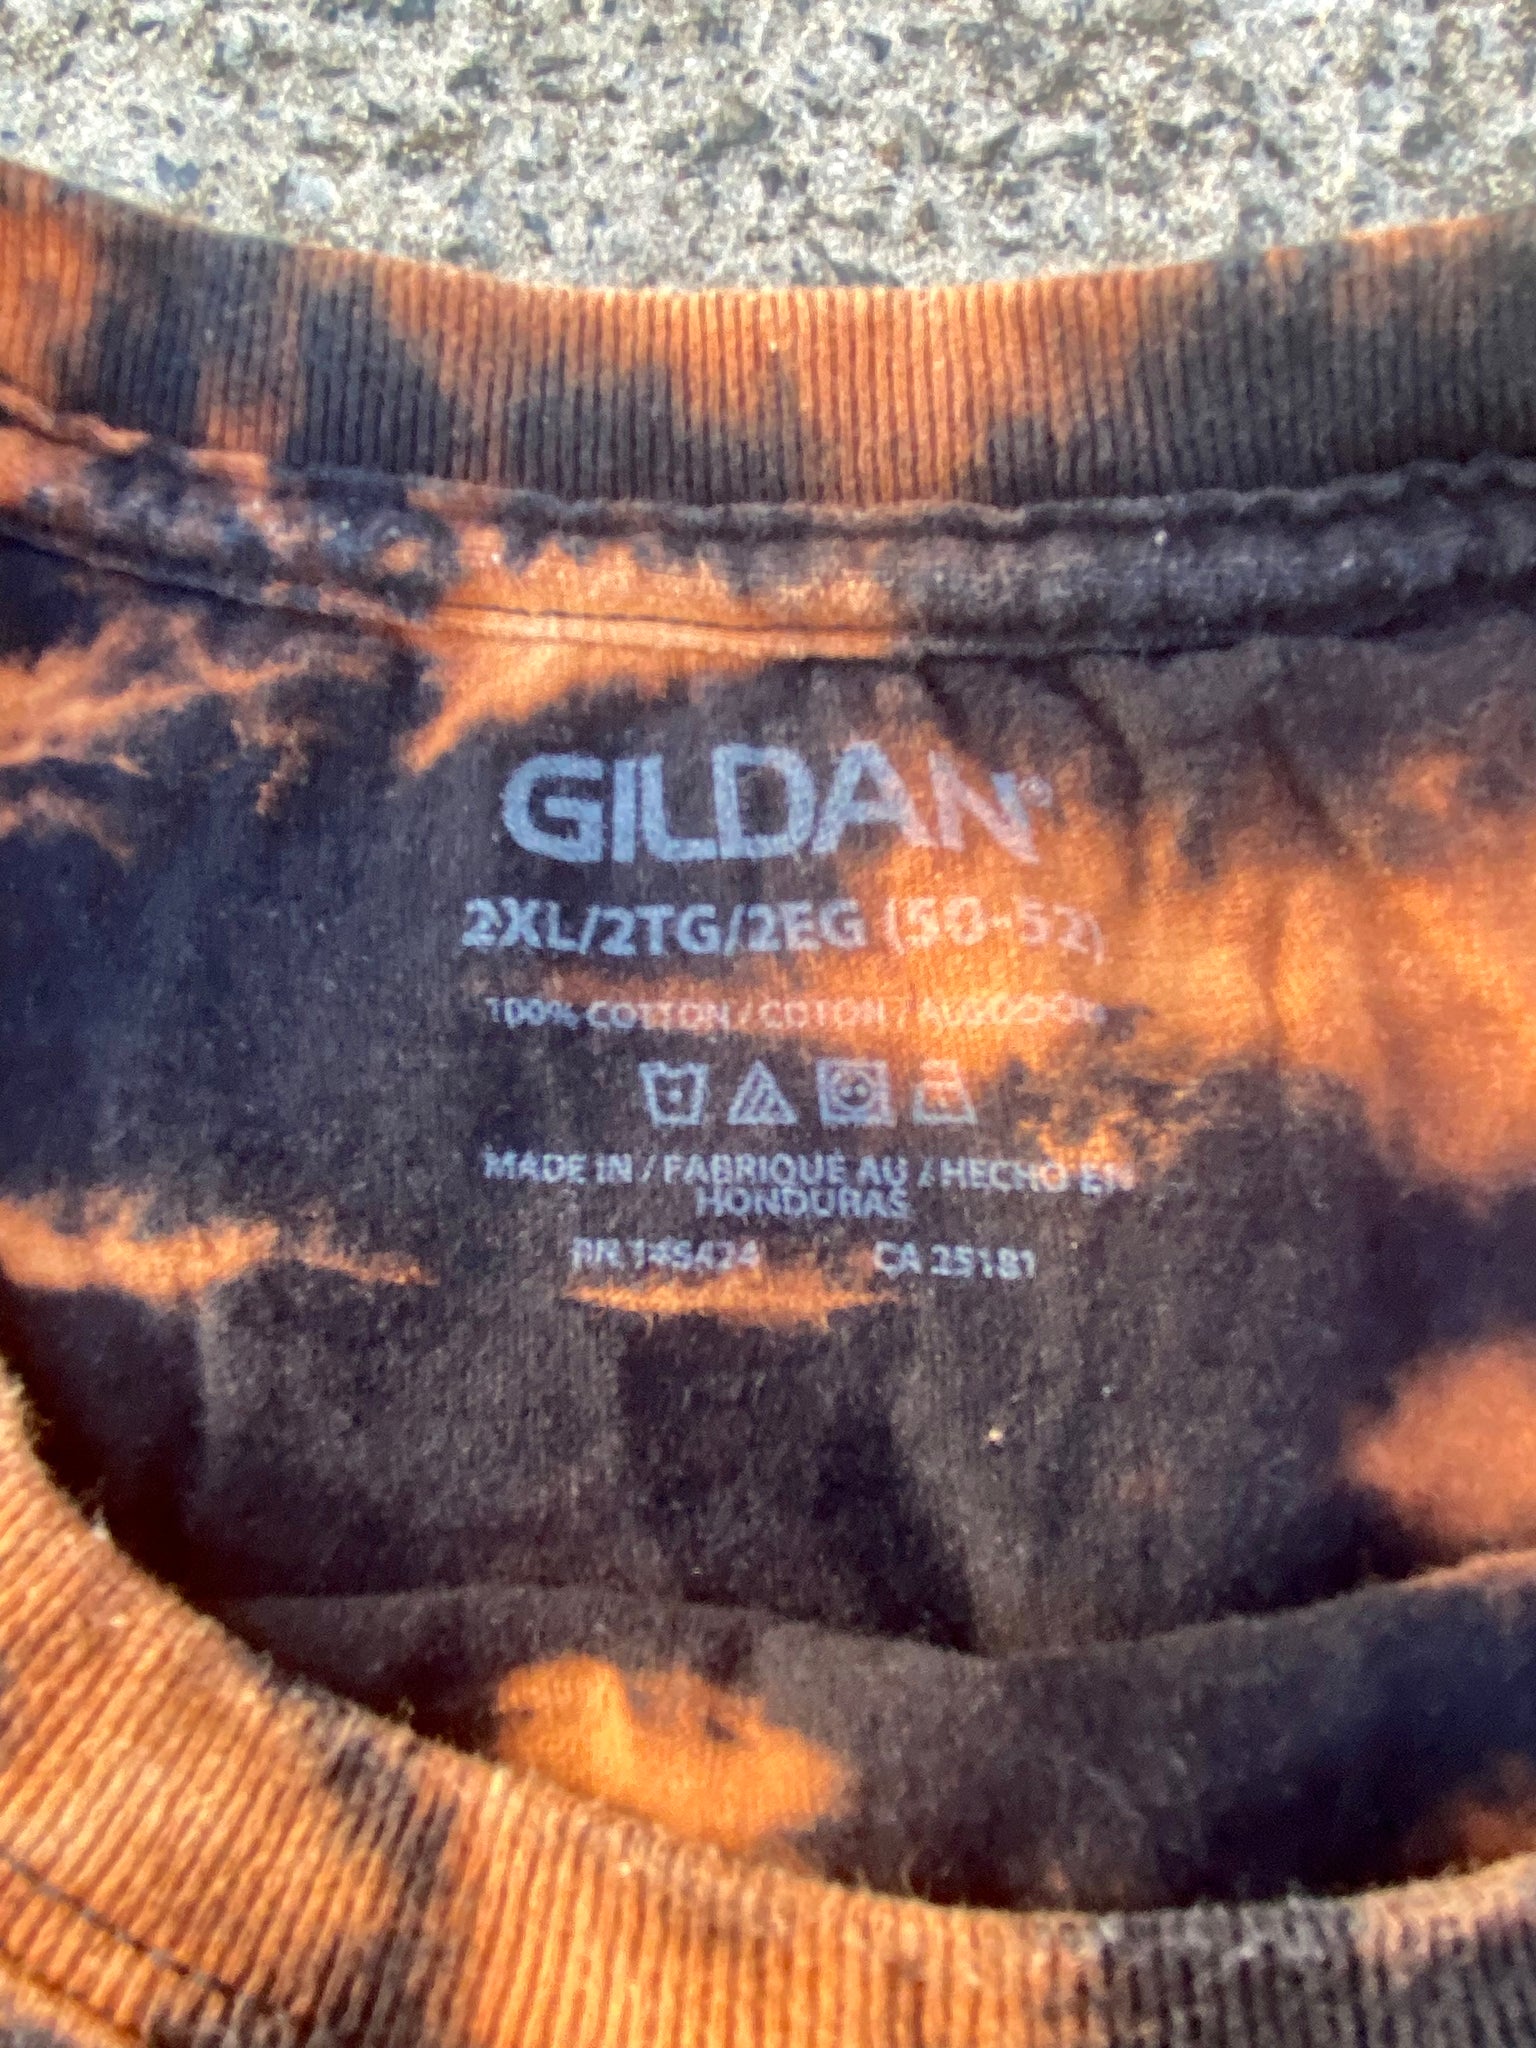 GILDAN®
2XL/2TG/2EG (50-52)
100% COTTON / COTON / ALGODON
MADE IN / FABRIQUÉ AU / HECHO EN
HONDURAS
RN 145424 CA 25181